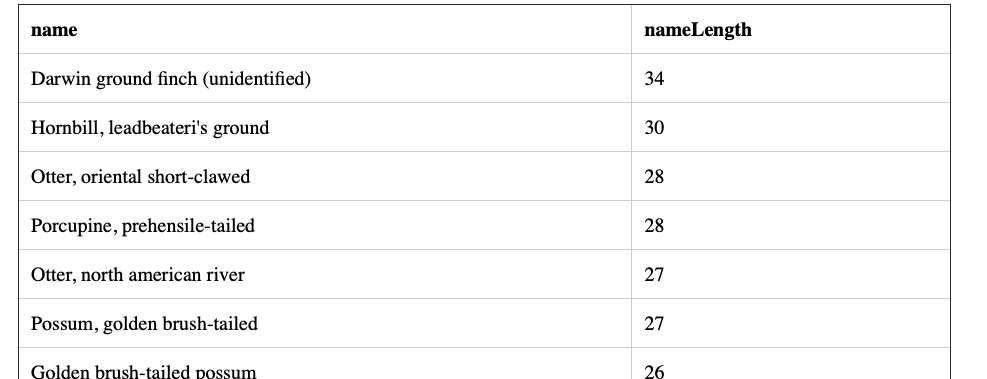 name nameLength
Darwin ground finch (unidentified) 34
Hornbill, leadbeateri's ground 30
Otter, oriental short-clawed 28
Porcupine, prehensile-tailed 28
Otter, north american river 27
Possum, golden brush-tailed 27
Golden brush-tailed possum 26